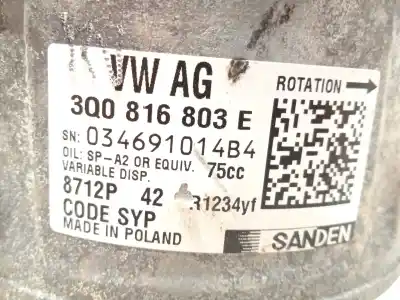 VW AG
ROTATION
3Q0 816 803 E
SN: 034691014B4
OIL: SP-A2 OR EQUIV. 75cc
VARIABLE DISP.
8712P 42 R1234yf
CODE SYP
MADE IN POLAND
SANDEN